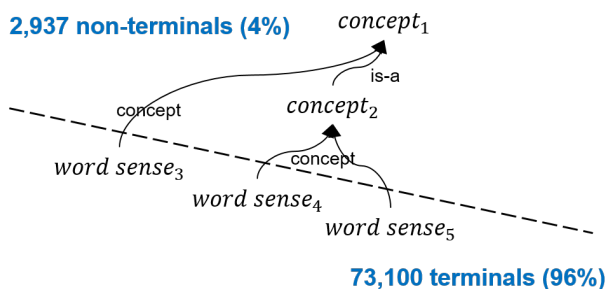 2,937 non-terminals (4%)
concept₁
is-a
concept
concept₂
concept
word sense₃
word sense₄
word sense₅
73,100 terminals (96%)